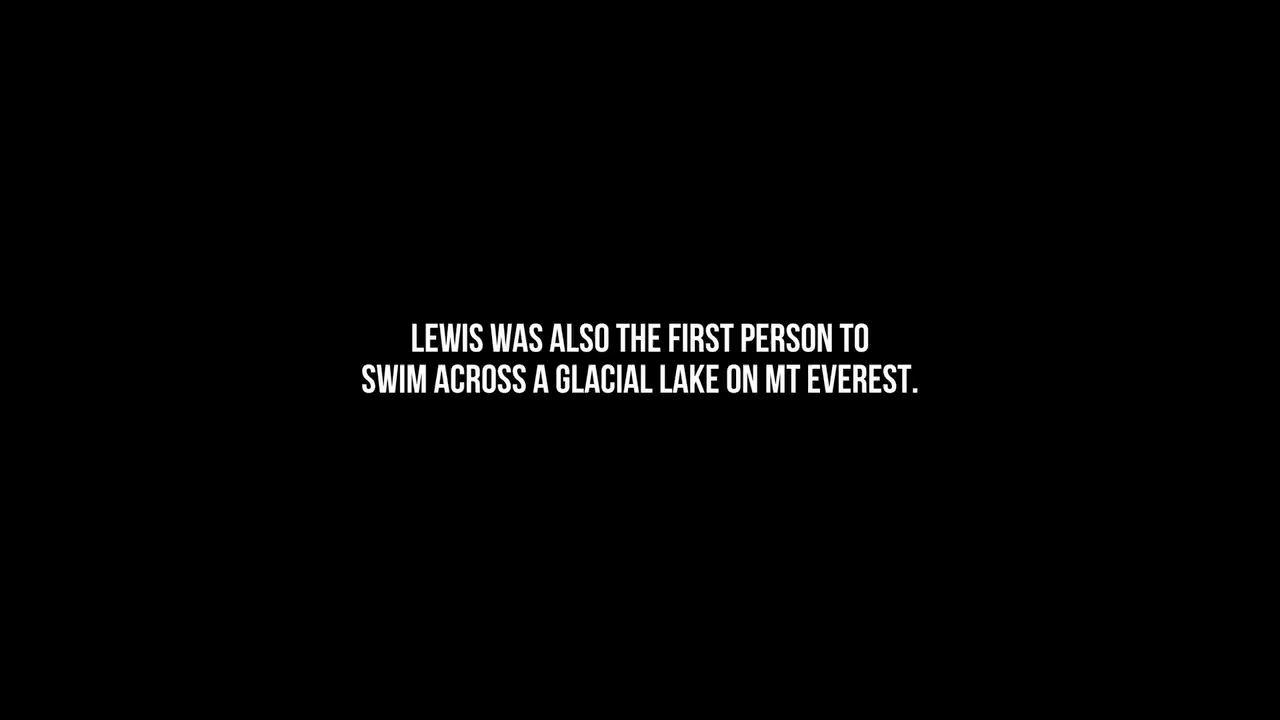 LEWIS WAS ALSO THE FIRST PERSON TO
SWIM ACROSS A GLACIAL LAKE ON MT EVEREST.